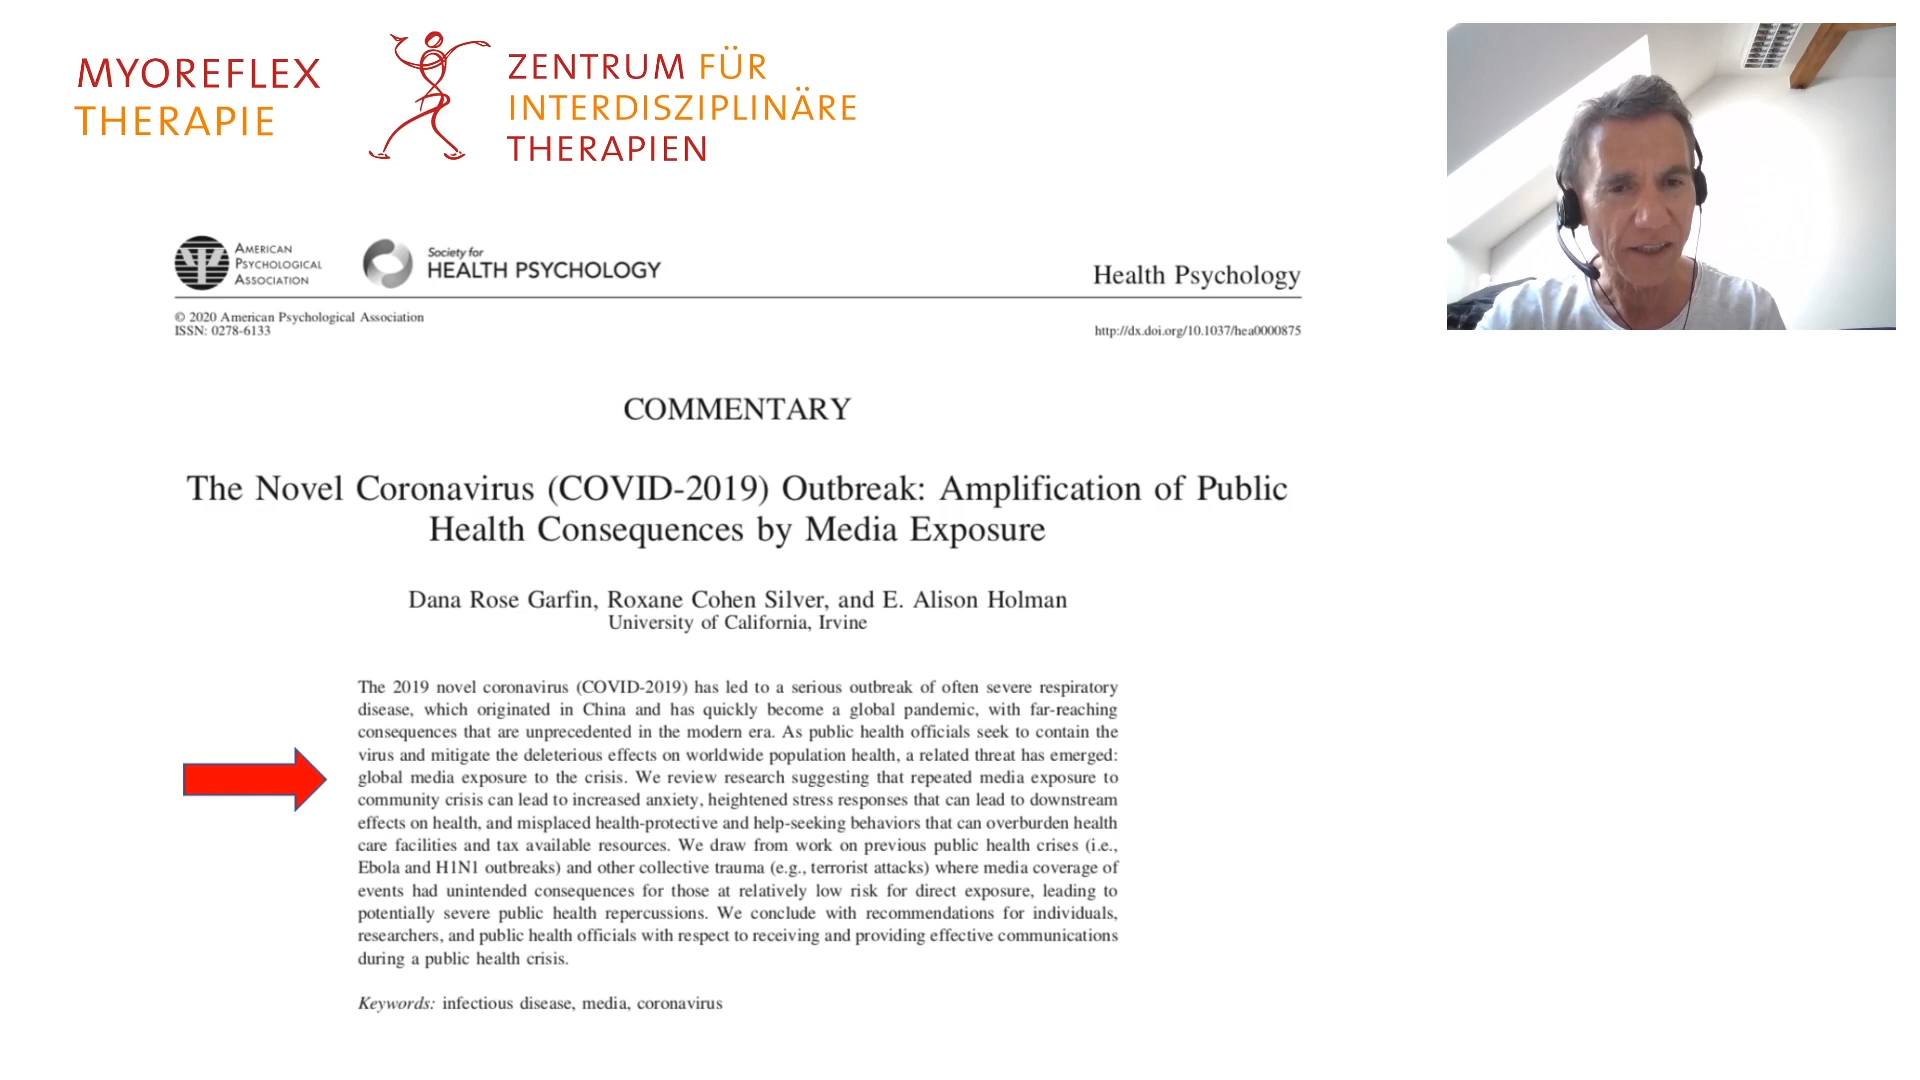 MYOREFLEX
THERAPIE
ZENTRUM FÜR
INTERDISZIPLINÄRE
THERAPIEN
AMERICAN
PSYCHOLOGICAL
ASSOCIATION
Society for
HEALTH PSYCHOLOGY
Health Psychology
© 2020 American Psychological Association
ISSN: 0278-6133
http://dx.doi.org/10.1037/hea0000875
COMMENTARY
The Novel Coronavirus (COVID-2019) Outbreak: Amplification of Public
Health Consequences by Media Exposure
Dana Rose Garfin, Roxane Cohen Silver, and E. Alison Holman
University of California, Irvine
The 2019 novel coronavirus (COVID-2019) has led to a serious outbreak of often severe respiratory
disease, which originated in China and has quickly become a global pandemic, with far-reaching
consequences that are unprecedented in the modern era. As public health officials seek to contain the
virus and mitigate the deleterious effects on worldwide population health, a related threat has emerged:
global media exposure to the crisis. We review research suggesting that repeated media exposure to
community crisis can lead to increased anxiety, heightened stress responses that can lead to downstream
effects on health, and misplaced health-protective and help-seeking behaviors that can overburden health
care facilities and tax available resources. We draw from work on previous public health crises (i.e.,
Ebola and H1N1 outbreaks) and other collective trauma (e.g., terrorist attacks) where media coverage of
events had unintended consequences for those at relatively low risk for direct exposure, leading to
potentially severe public health repercussions. We conclude with recommendations for individuals,
researchers, and public health officials with respect to receiving and providing effective communications
during a public health crisis.
Keywords: infectious disease, media, coronavirus